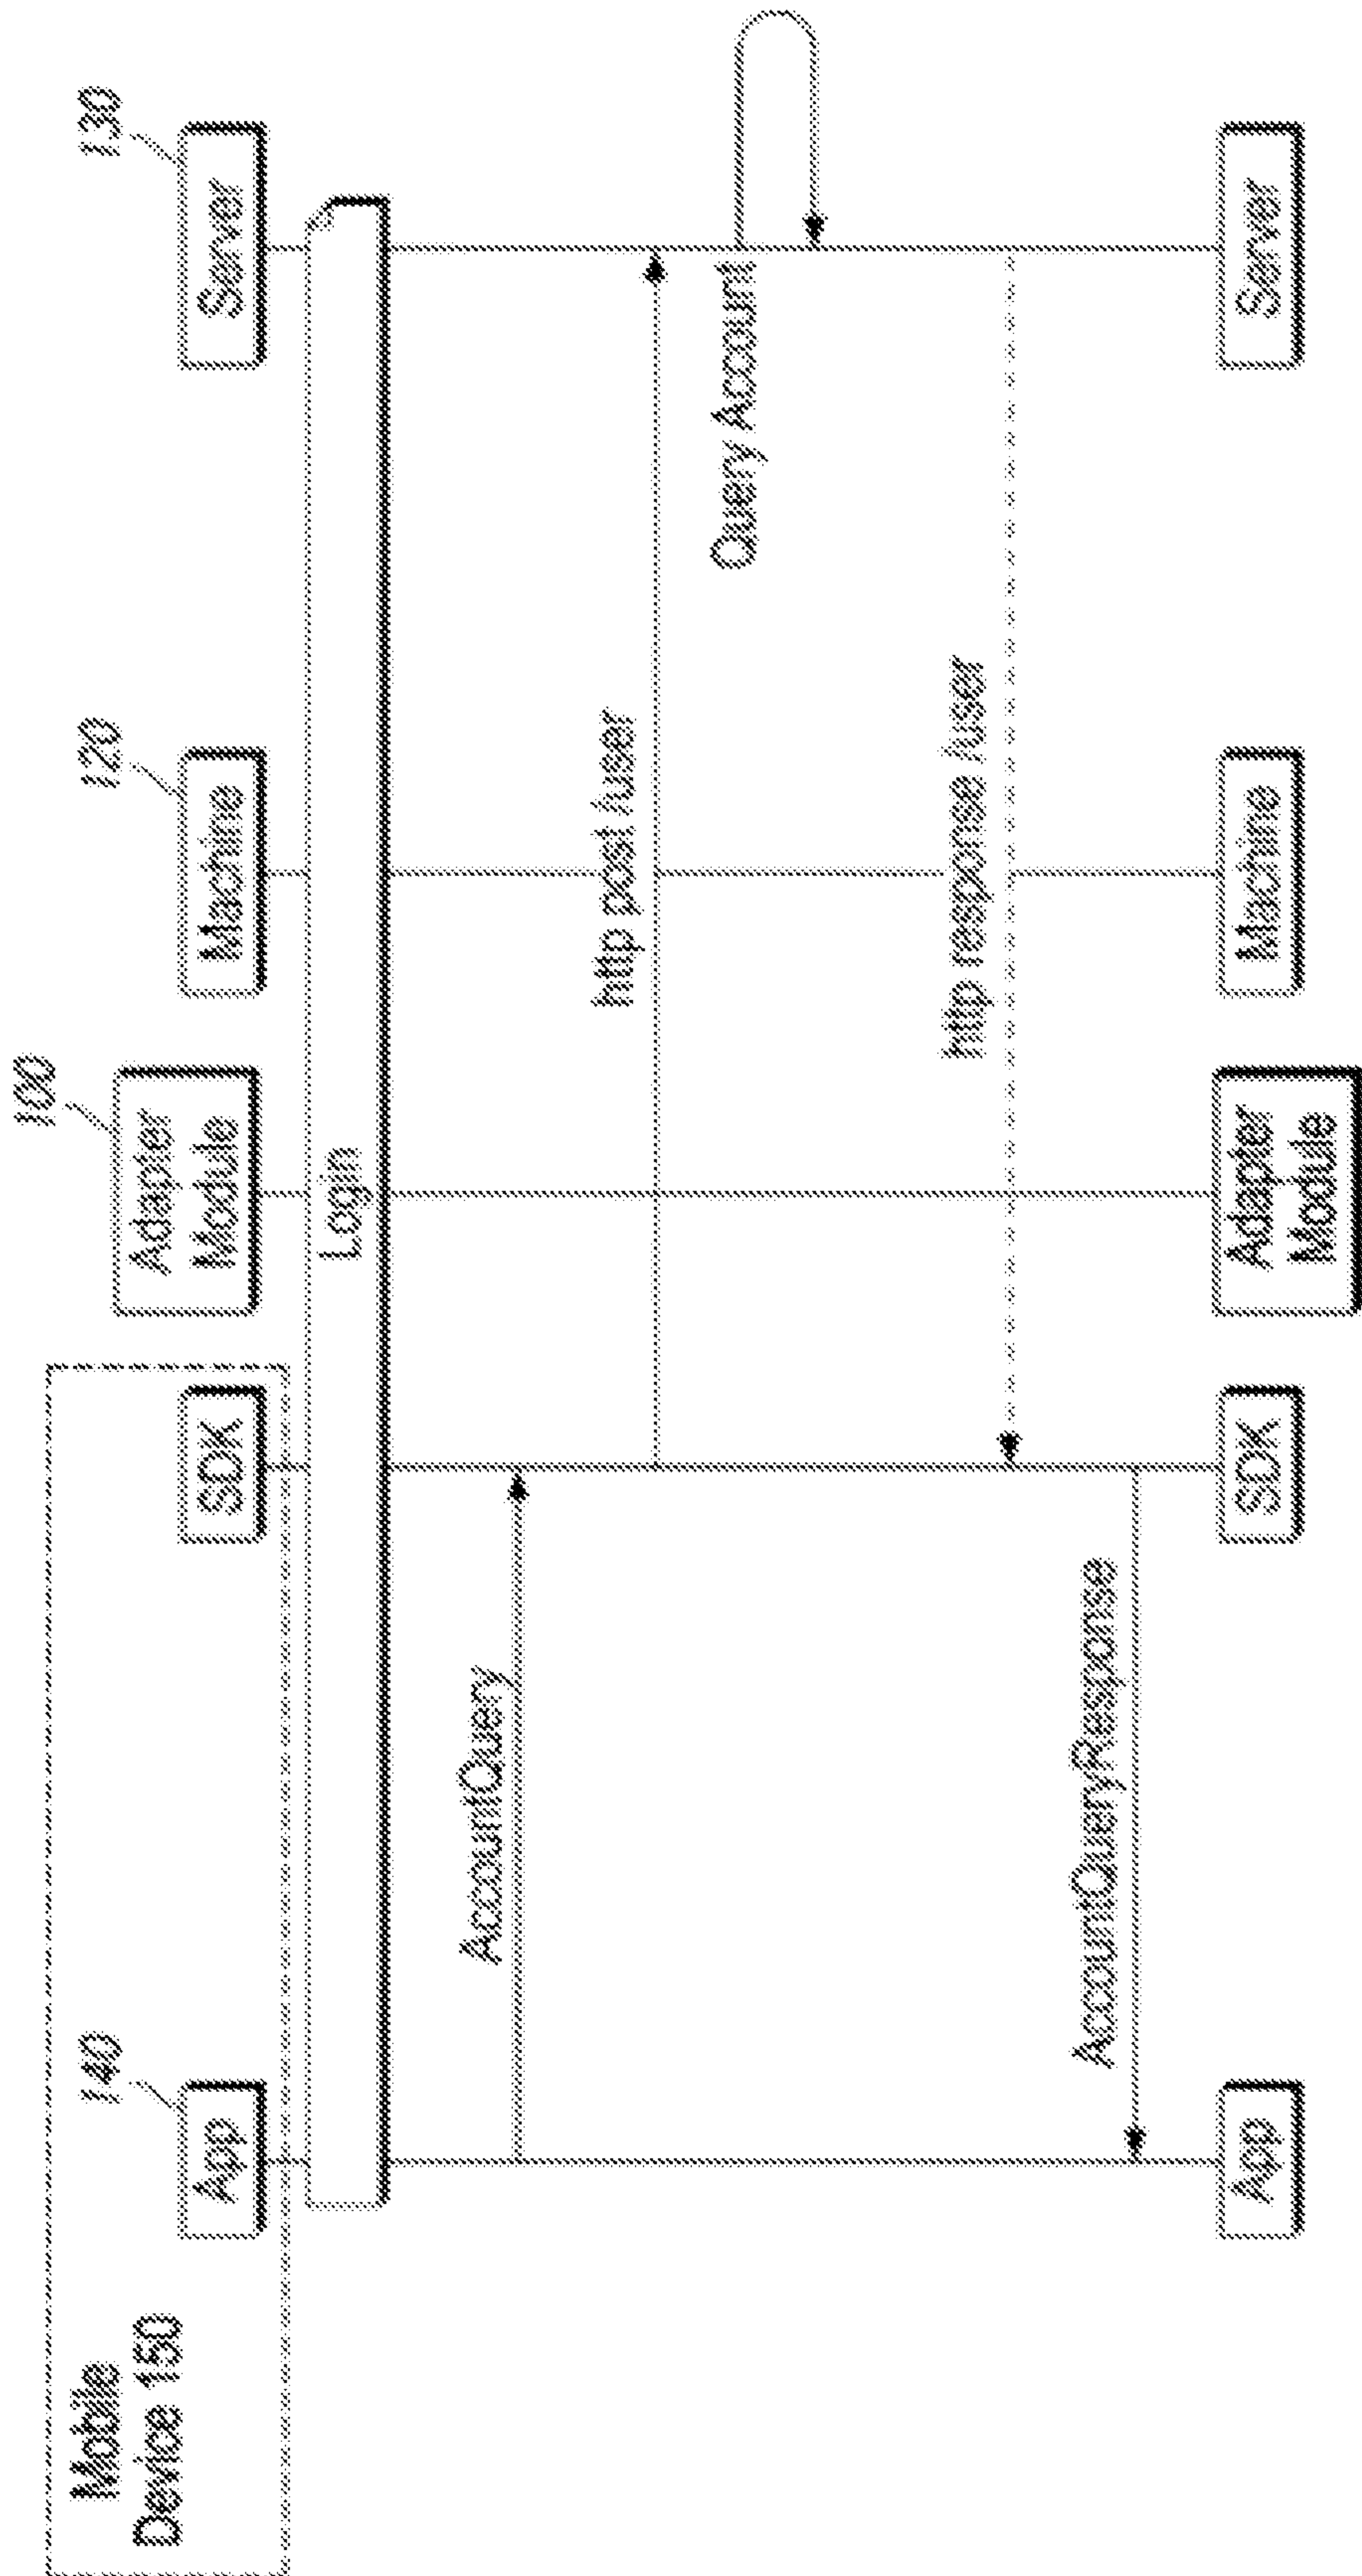 Mobile
Device 150
140
App
SDK
100
Adapter
Module
120
Machine
130
Server
Login
AccountQuery
http post /user
Query Account
http response /user
AccountQueryResponse
App
SDK
Adapter
Module
Machine
Server